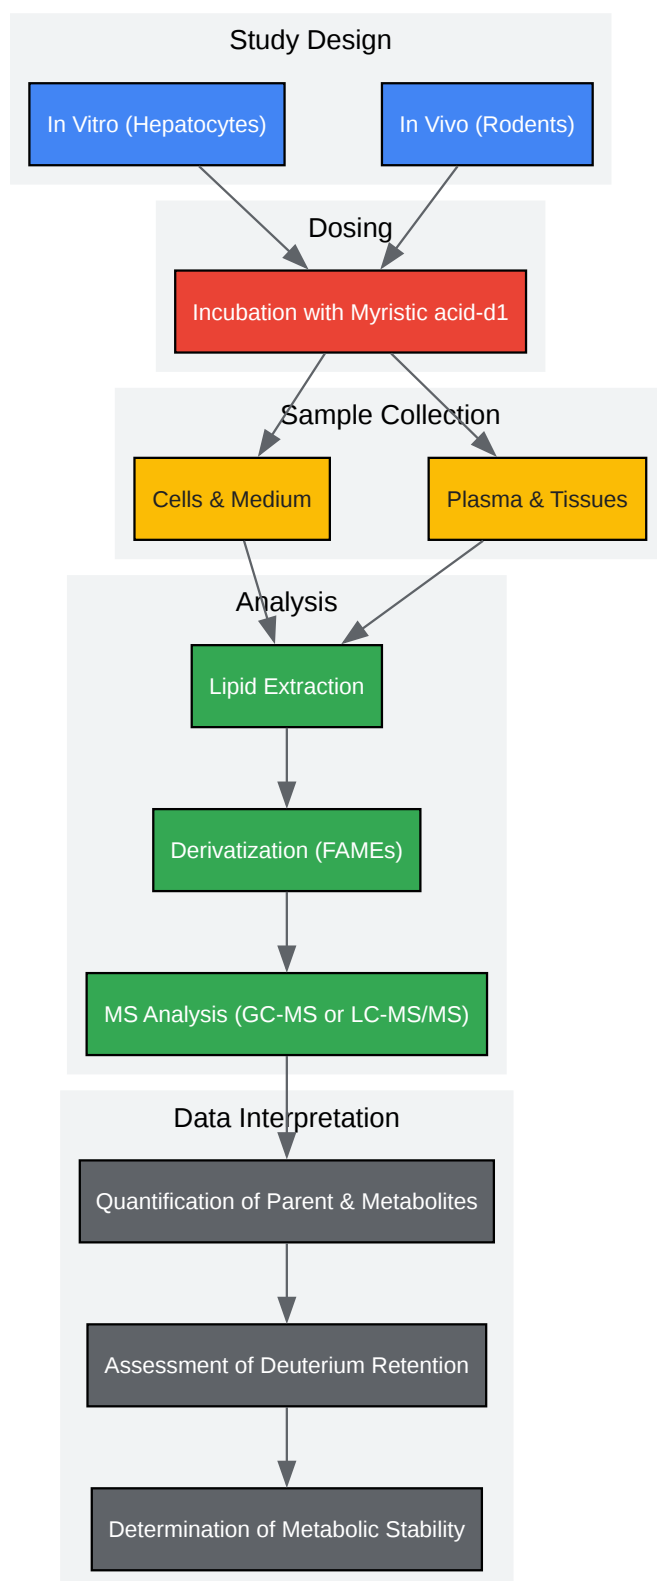 Study Design
In Vitro (Hepatocytes)
In Vivo (Rodents)
Dosing
Incubation with Myristic acid-d1
Sample Collection
Cells & Medium
Plasma & Tissues
Analysis
Lipid Extraction
Derivatization (FAMEs)
MS Analysis (GC-MS or LC-MS/MS)
Data Interpretation
Quantification of Parent & Metabolites
Assessment of Deuterium Retention
Determination of Metabolic Stability